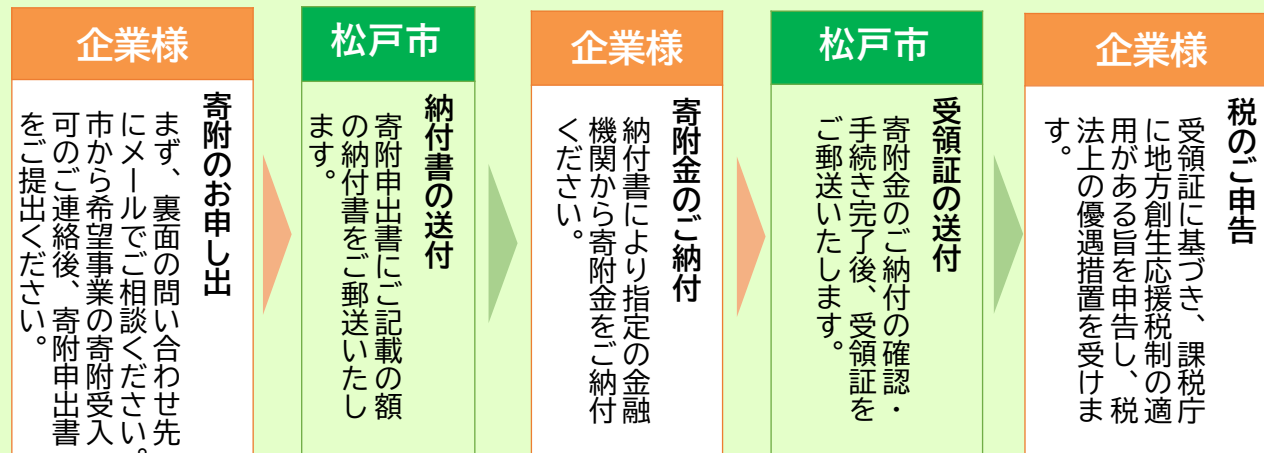 企業様
寄附のお申し出
まず、裏面の問い合わせ先
にメールでご相談ください。
市から希望事業の寄附受入
可のご連絡後、寄附申出書
をご提出ください。
松戸市
納付書の送付
寄附申出書にご記載の額
の納付書をご郵送いたし
ます。
企業様
寄附金のご納付
納付書により指定の金融
機関から寄附金をご納付
ください。
松戸市
受領証の送付
寄附金のご納付の確認・
手続き完了後、受領証を
ご郵送いたします。
企業様
税のご申告
受領証に基づき、課税庁
に地方創生応援税制の適
用がある旨を申告し、税
法上の優遇措置を受けま
す。